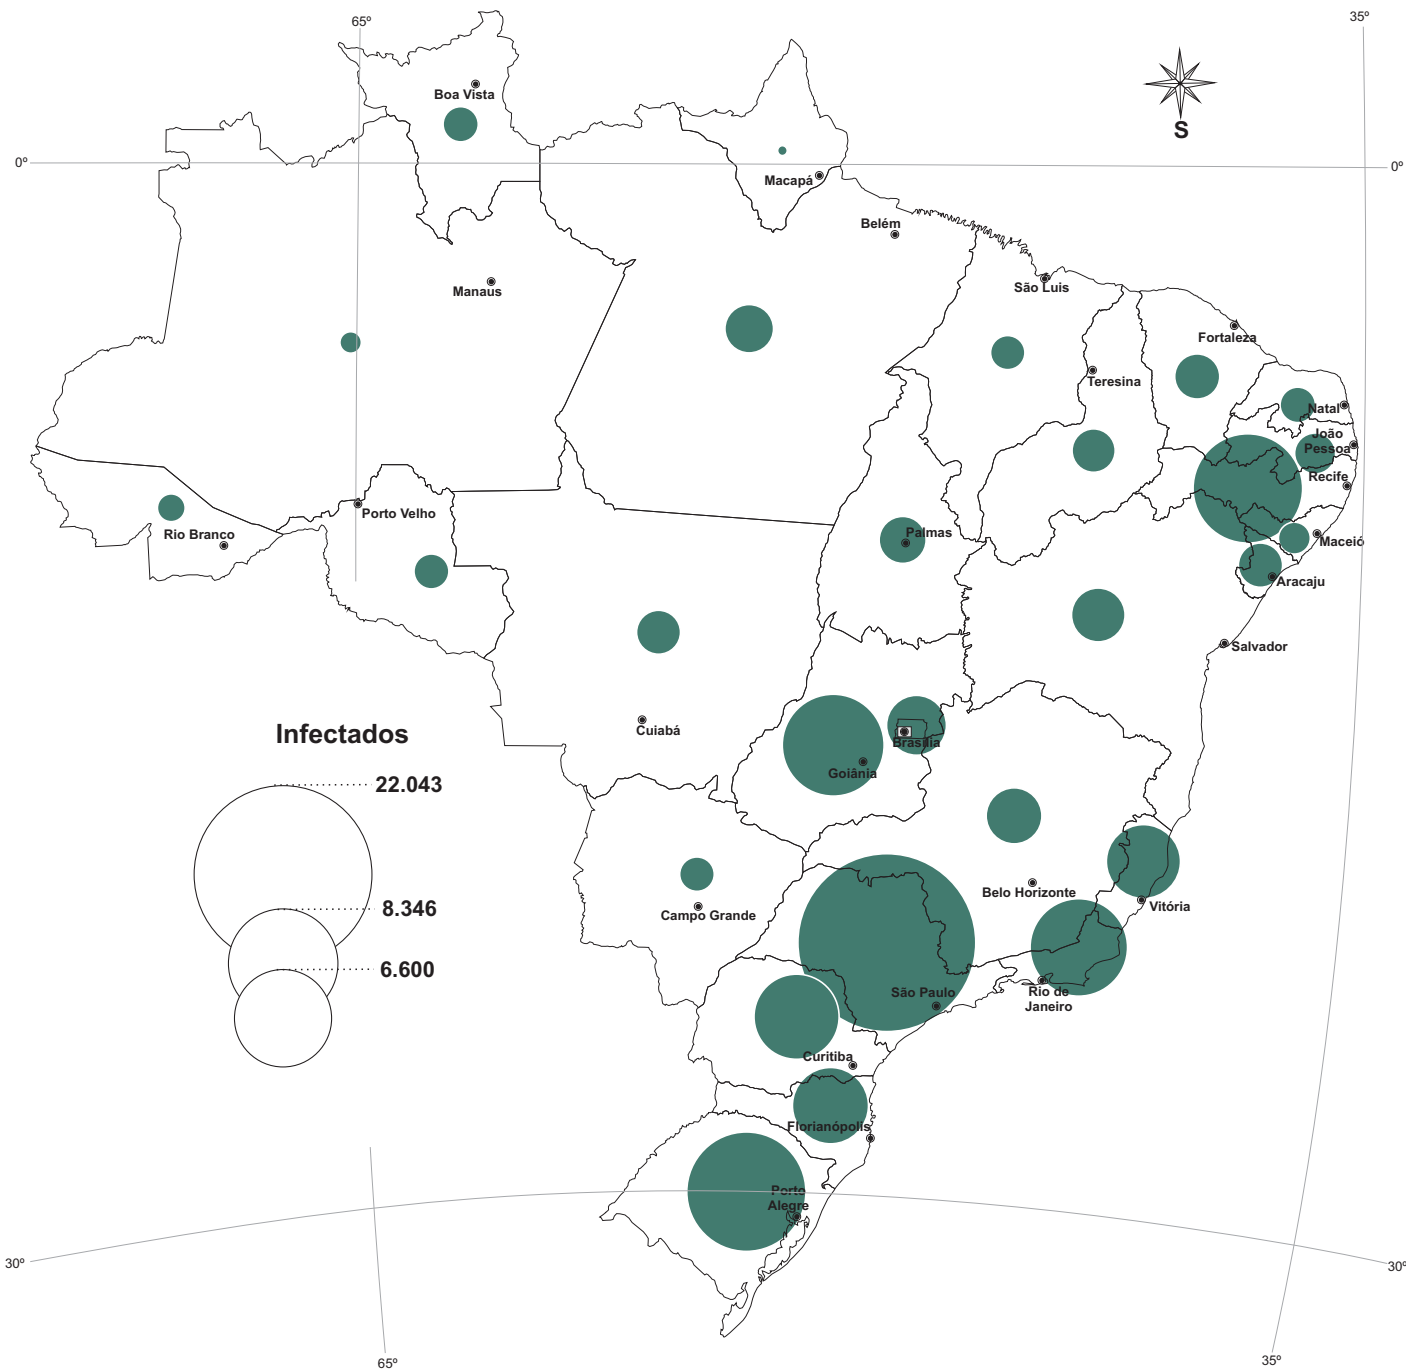 65º
35º
Boa Vista
S
0º
0º
Macapá
Belém
Manaus
São Luis
Fortaleza
Teresina
Natal
João
Pessoa
Recife
Porto Velho
Rio Branco
Palmas
Maceió
Aracaju
Salvador
Cuiabá
Brasília
Goiânia
Infectados
22.043
8.346
6.600
Belo Horizonte
Campo Grande
Vitória
São Paulo
Rio de
Janeiro
Curitiba
Florianópolis
Porto
Alegre
30º
30º
65º
35º